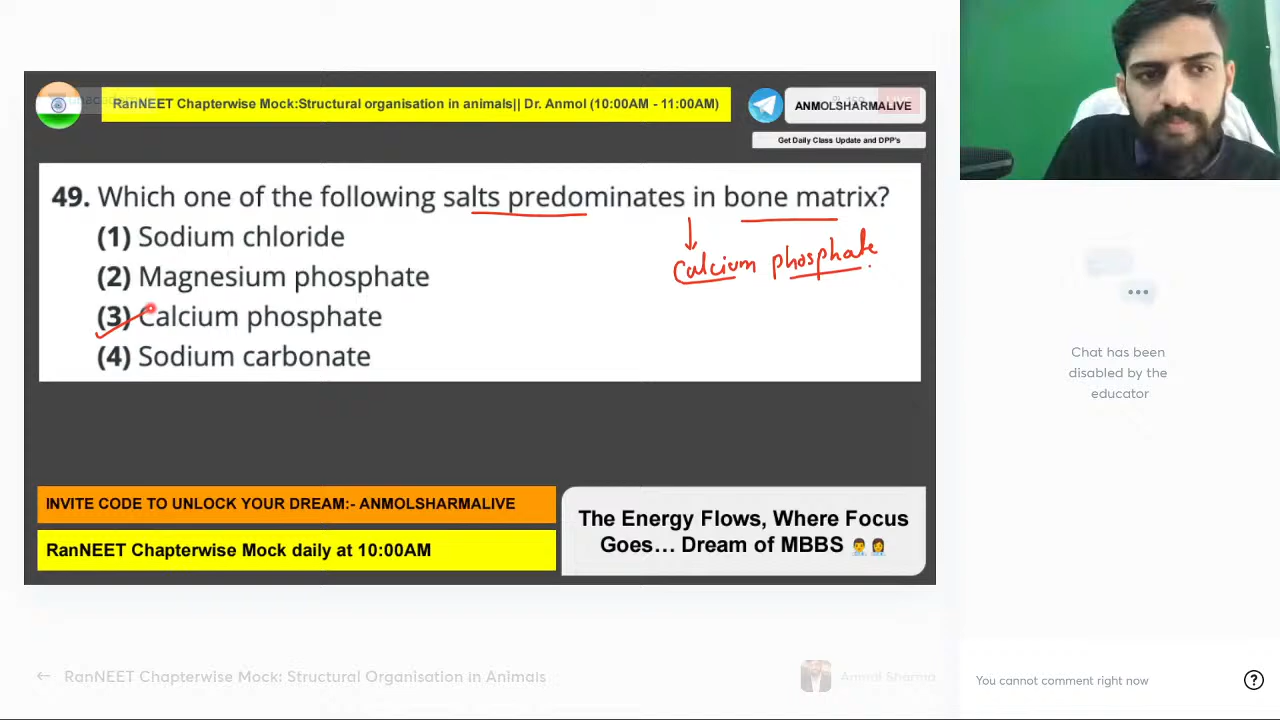 RanNEET Chapterwise Mock:Structural organisation in animals|| Dr. Anmol (10:00AM - 11:00AM)
ANMOLSHARMALIVE
Get Daily Class Update and DPP's
49. Which one of the following salts predominates in bone matrix?
(1) Sodium chloride
Calcium phosphate
(2) Magnesium phosphate
(3) Calcium phosphate
(4) Sodium carbonate
INVITE CODE TO UNLOCK YOUR DREAM:- ANMOLSHARMALIVE
RanNEET Chapterwise Mock daily at 10:00AM
The Energy Flows, Where Focus
Goes... Dream of MBBS
Chat has been
disabled by the
educator
RanNEET Chapterwise Mock: Structural Organisation in Animals
Anmol Sharma
You cannot comment right now